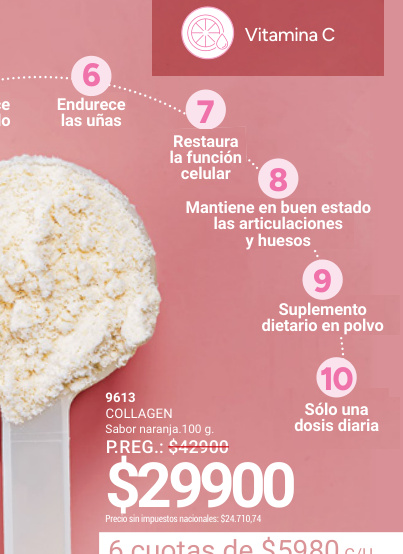 Vitamina C
6
Endurece
las uñas
7
Restaura
la función
celular
8
Mantiene en buen estado
las articulaciones
y huesos
9
Suplemento
dietario en polvo
10
Sólo una
dosis diaria
9613
COLLAGEN
Sabor naranja.100 g.
P.REG.: $42900
$29900
Precio sin impuestos nacionales: $24.710,74
6 cuotas de $5980 c/u